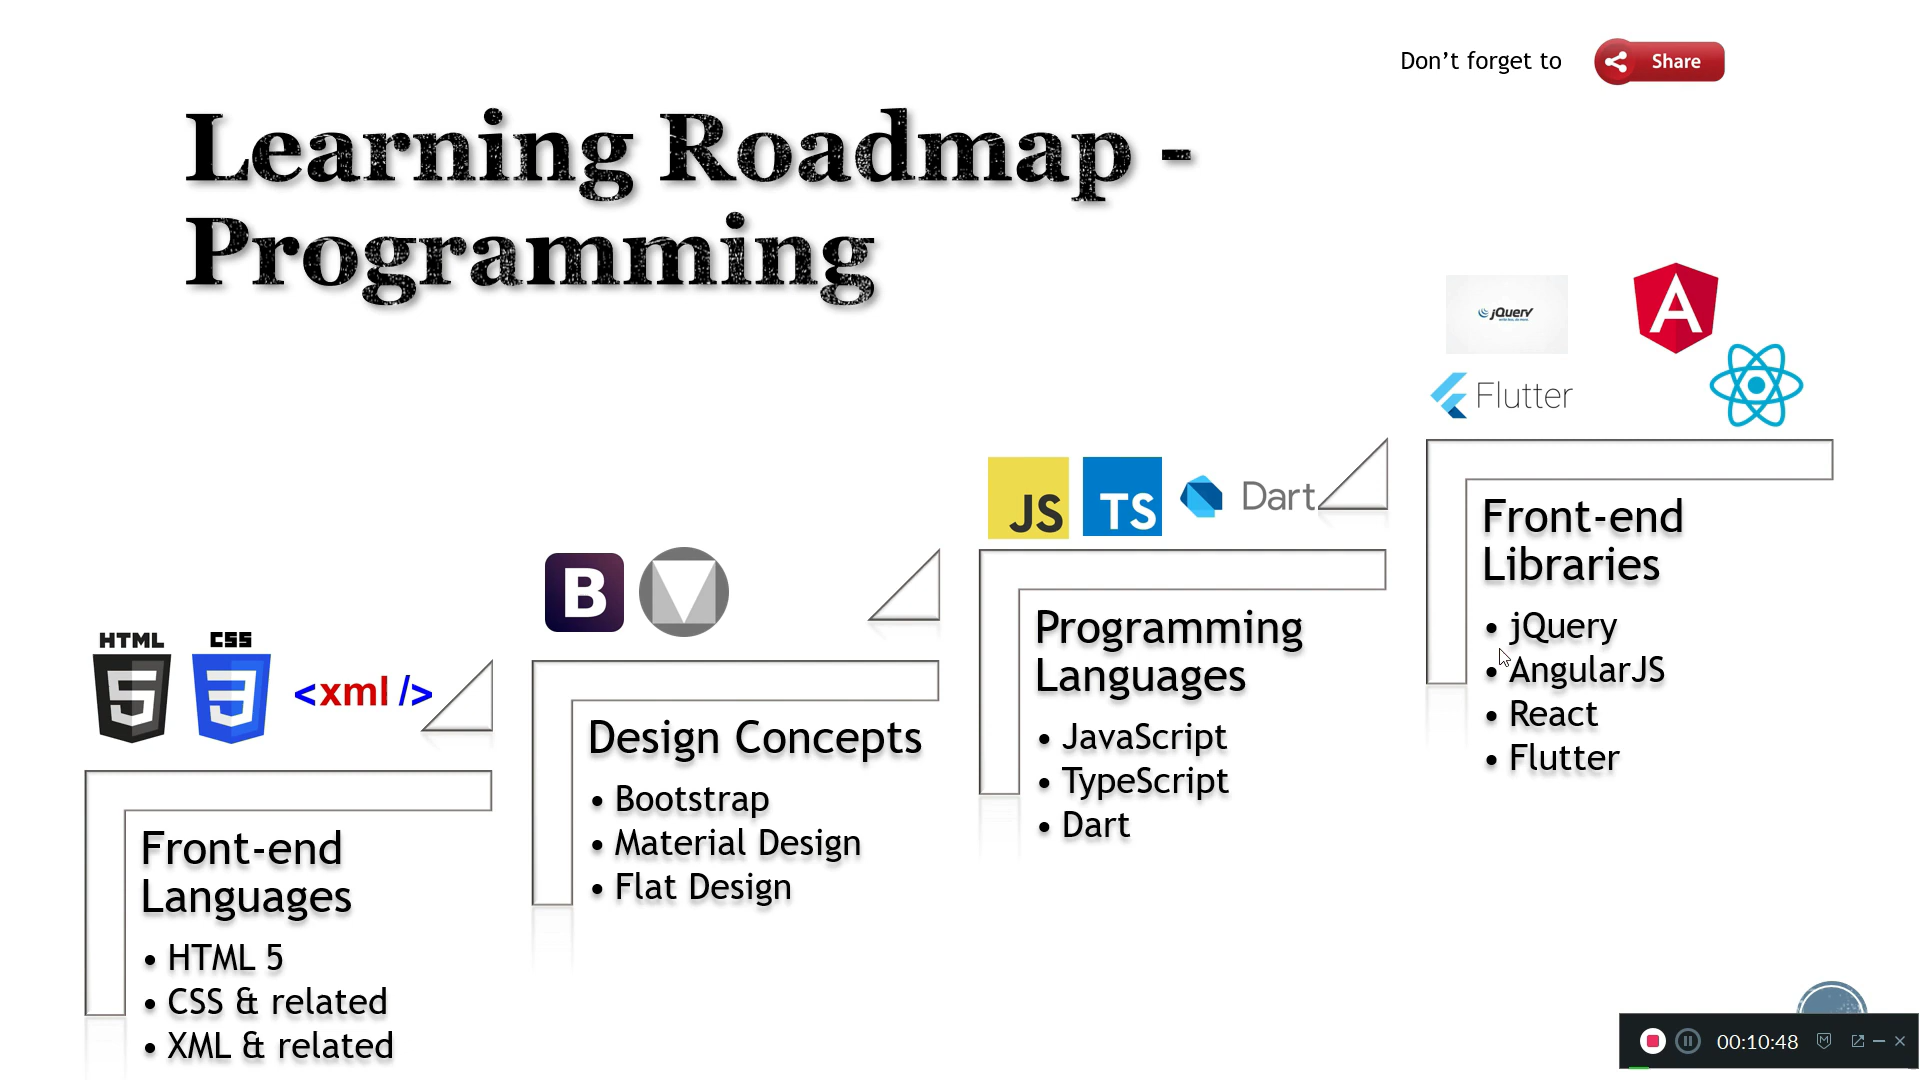 Don't forget to
Share
Learning Roadmap -
Programming
HTML
CSS
5
3
<xml />
Front-end
Languages
• HTML 5
• CSS & related
• XML & related
B
Design Concepts
• Bootstrap
• Material Design
• Flat Design
JS
TS
Dart
Programming
Languages
• JavaScript
• TypeScript
• Dart
jQuery
A
Flutter
Front-end
Libraries
• jQuery
• AngularJS
• React
• Flutter
00:10:48